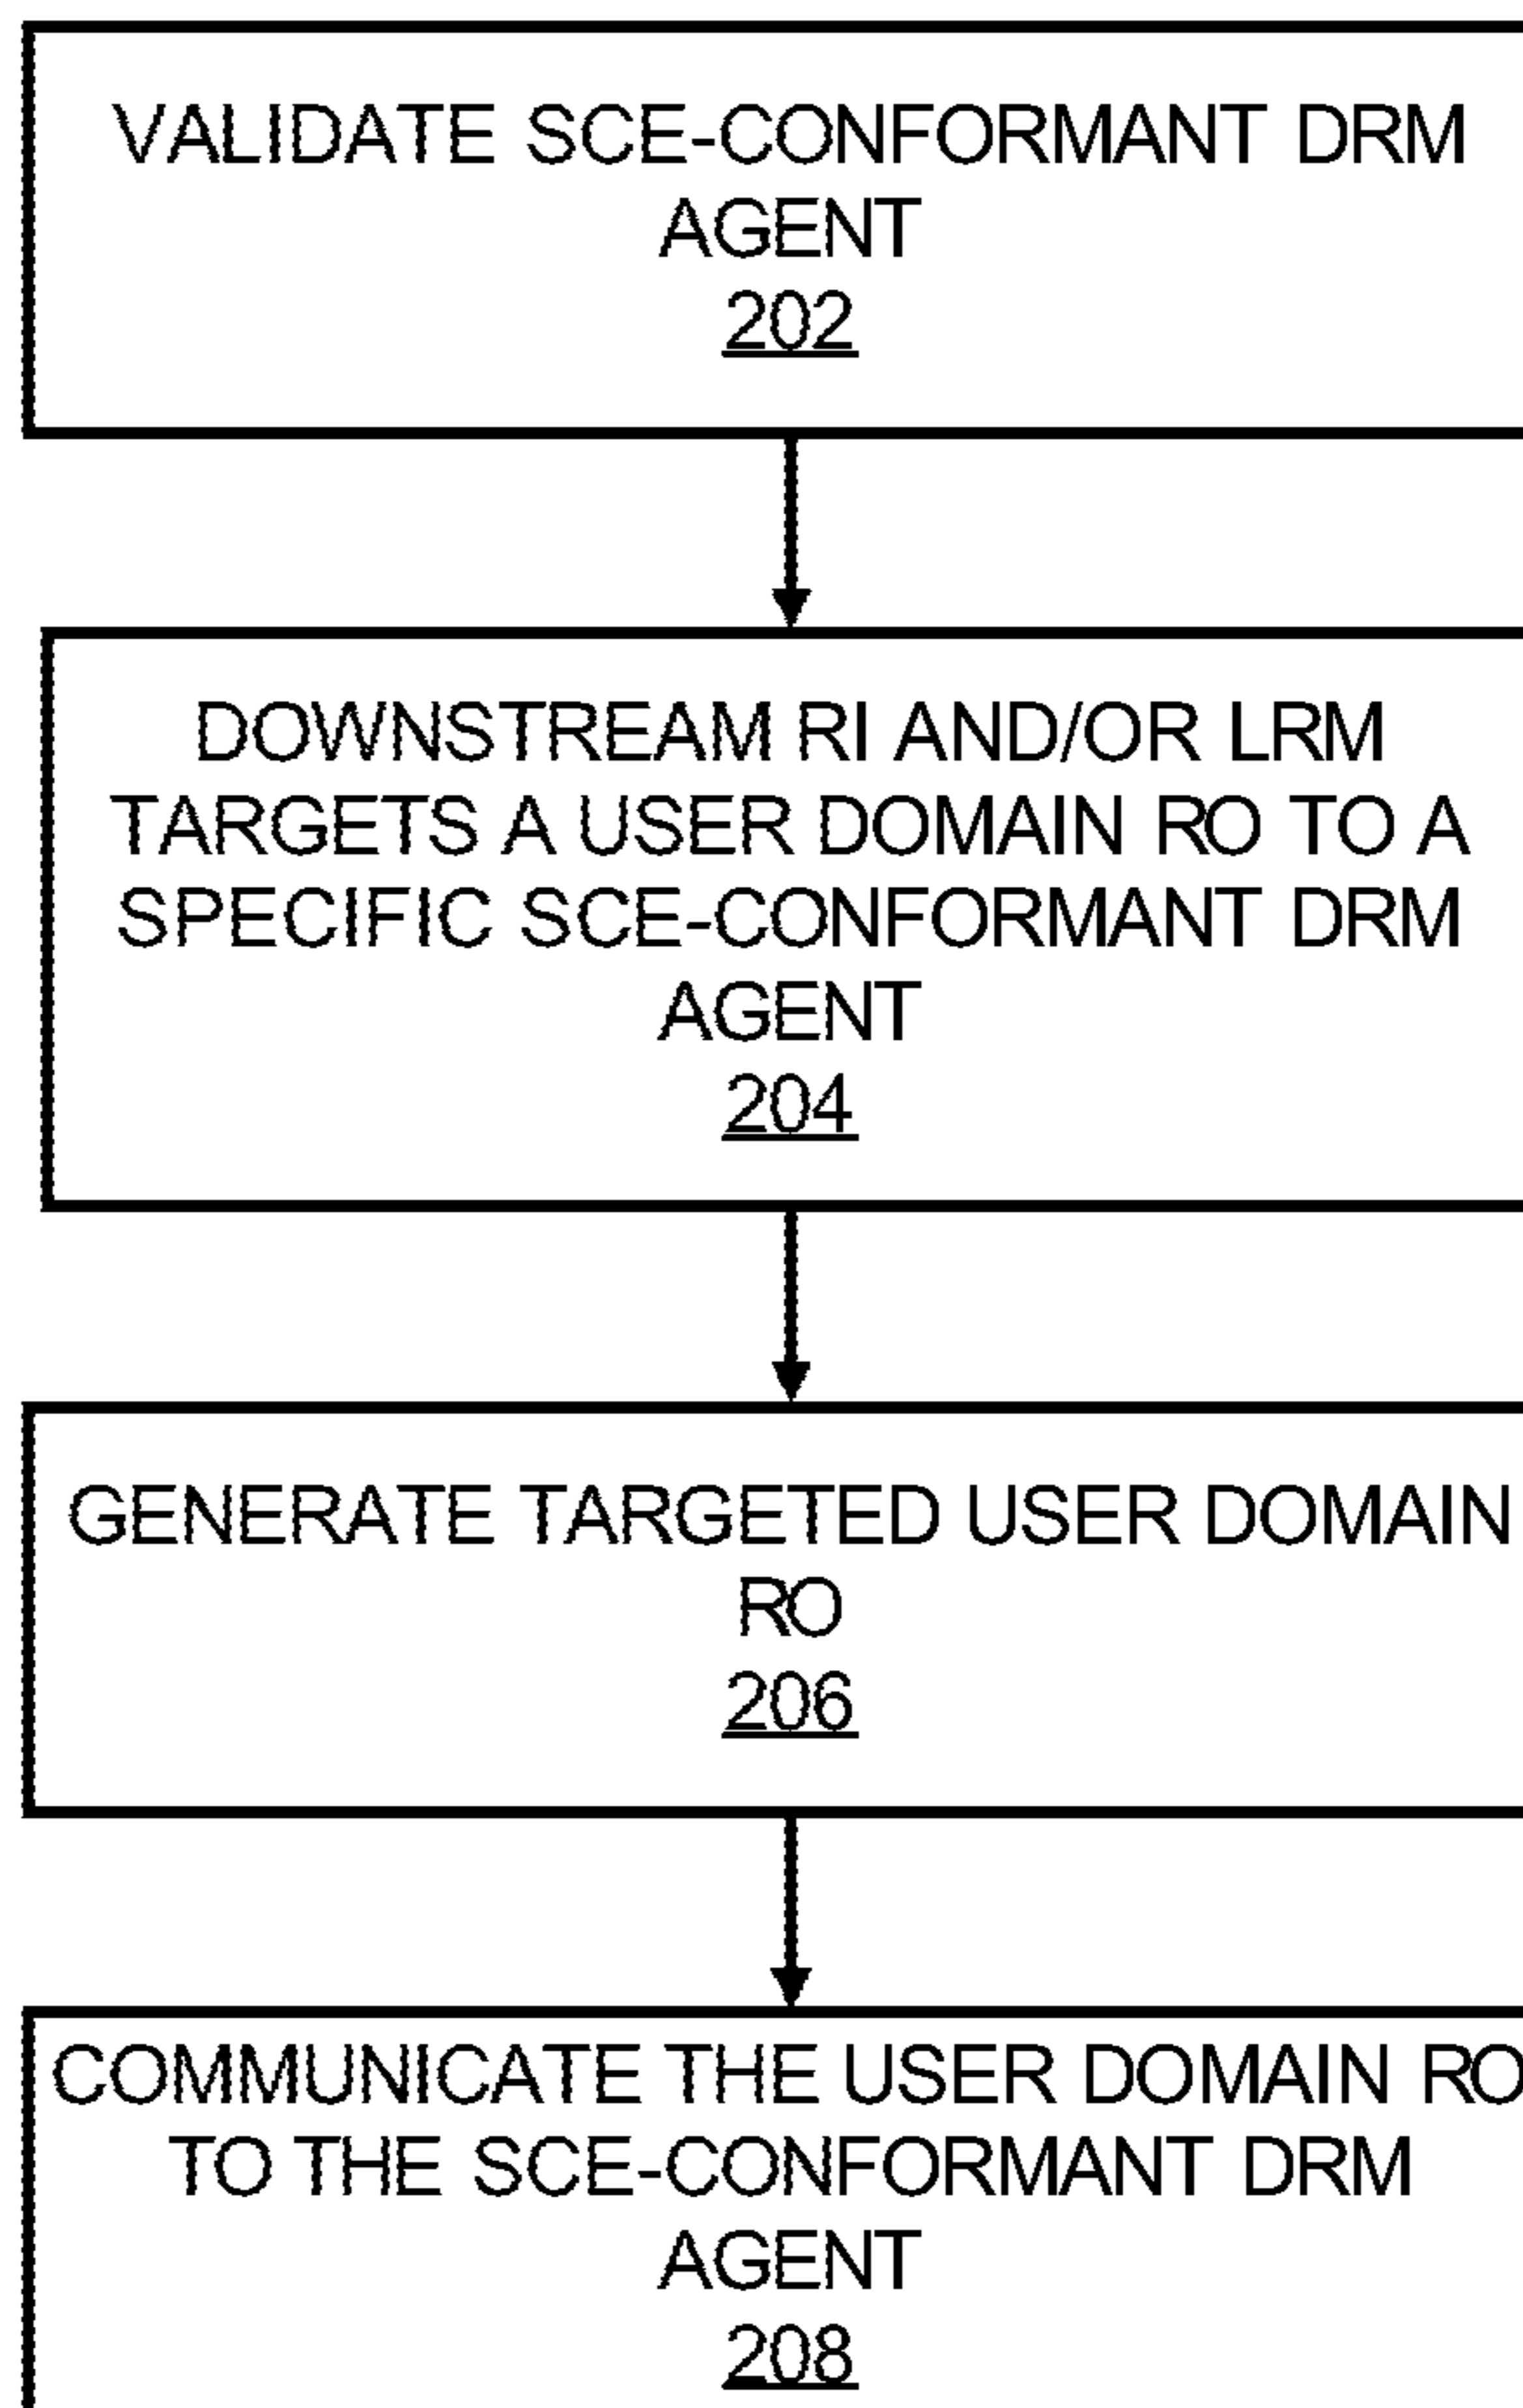 VALIDATE SCE-CONFORMANT DRM
AGENT
202
DOWNSTREAM RI AND/OR LRM
TARGETS A USER DOMAIN RO TO A
SPECIFIC SCE-CONFORMANT DRM
AGENT
204
GENERATE TARGETED USER DOMAIN
RO
206
COMMUNICATE THE USER DOMAIN RO
TO THE SCE-CONFORMANT DRM
AGENT
208